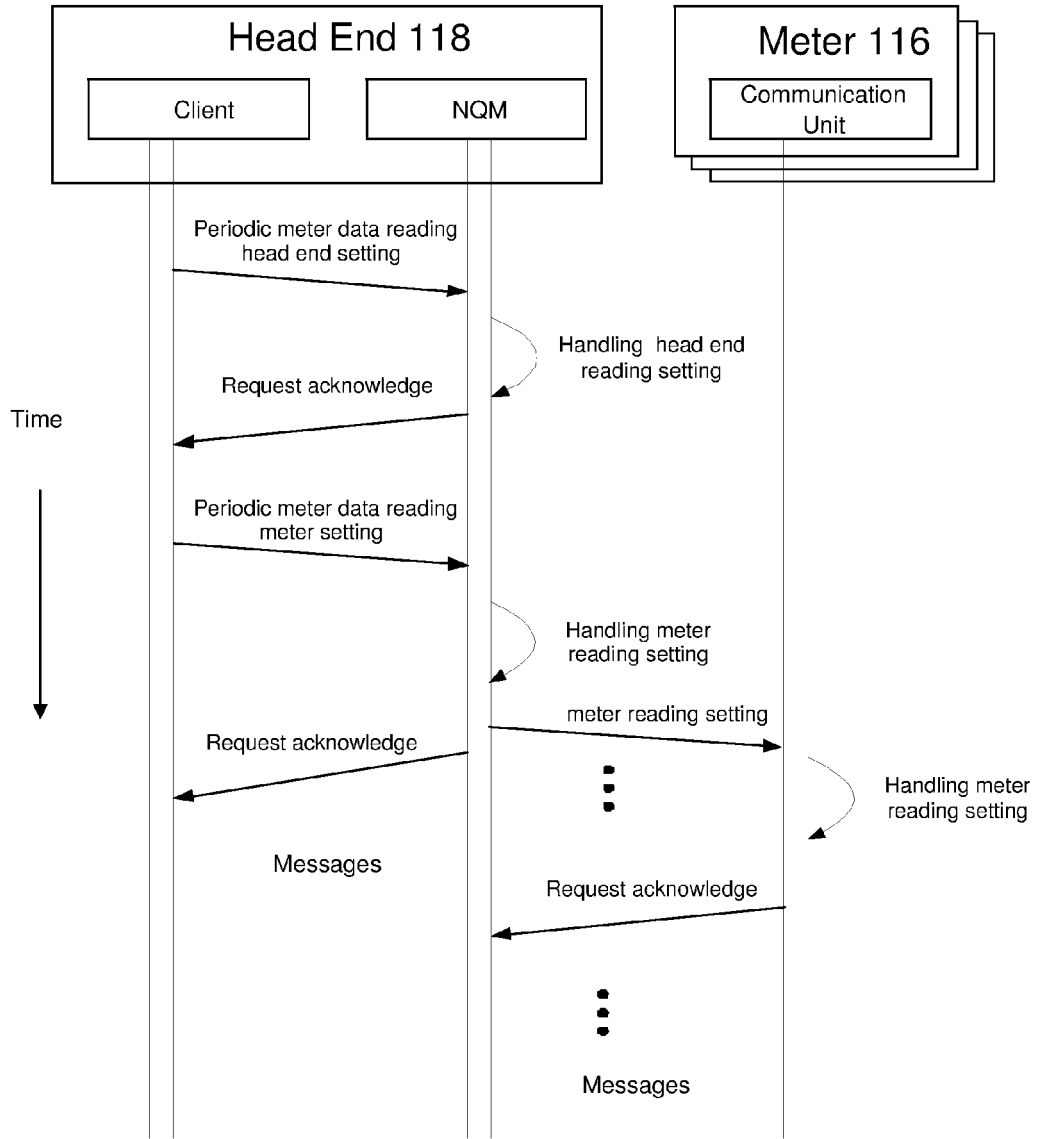 Head End 118
Meter 116
Client
NQM
Communication
Unit
Periodic meter data reading
head end setting
Handling head end
reading setting
Request acknowledge
Time
Periodic meter data reading
meter setting
Handling meter
reading setting
meter reading setting
Request acknowledge
Handling meter
reading setting
Messages
Request acknowledge
Messages